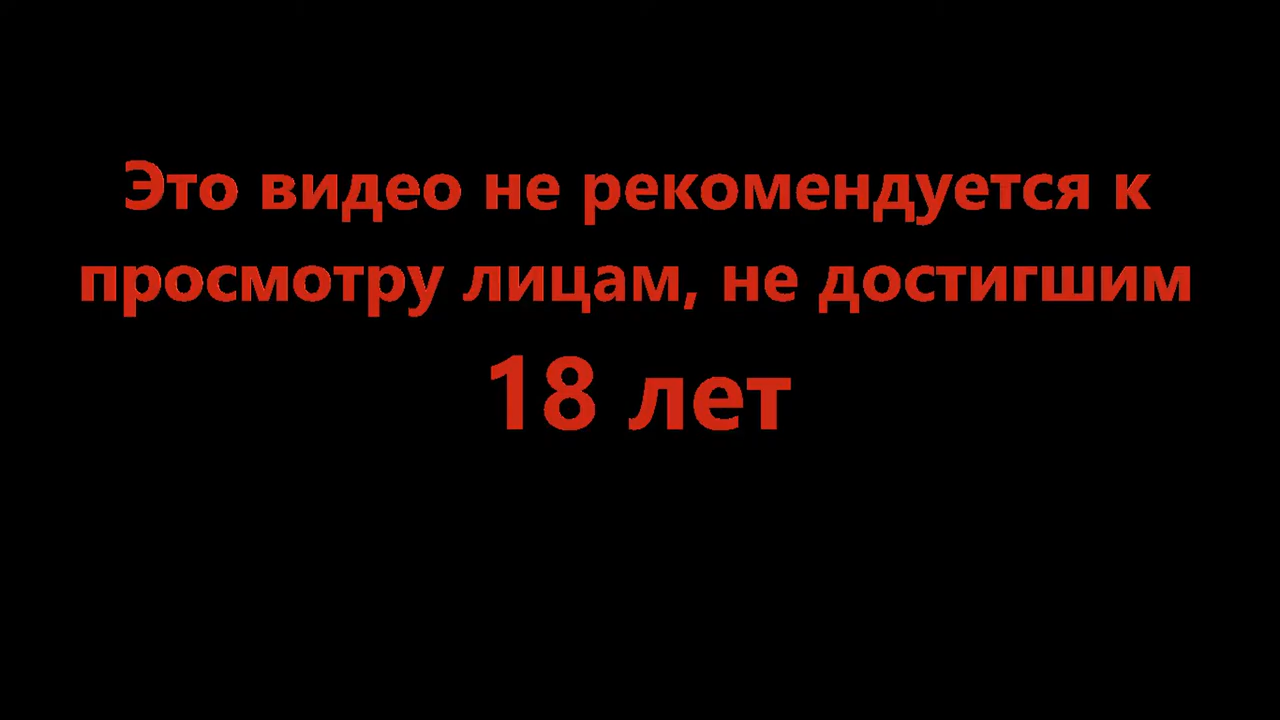 Это видео не рекомендуется к
просмотру лицам, не достигшим
18 лет